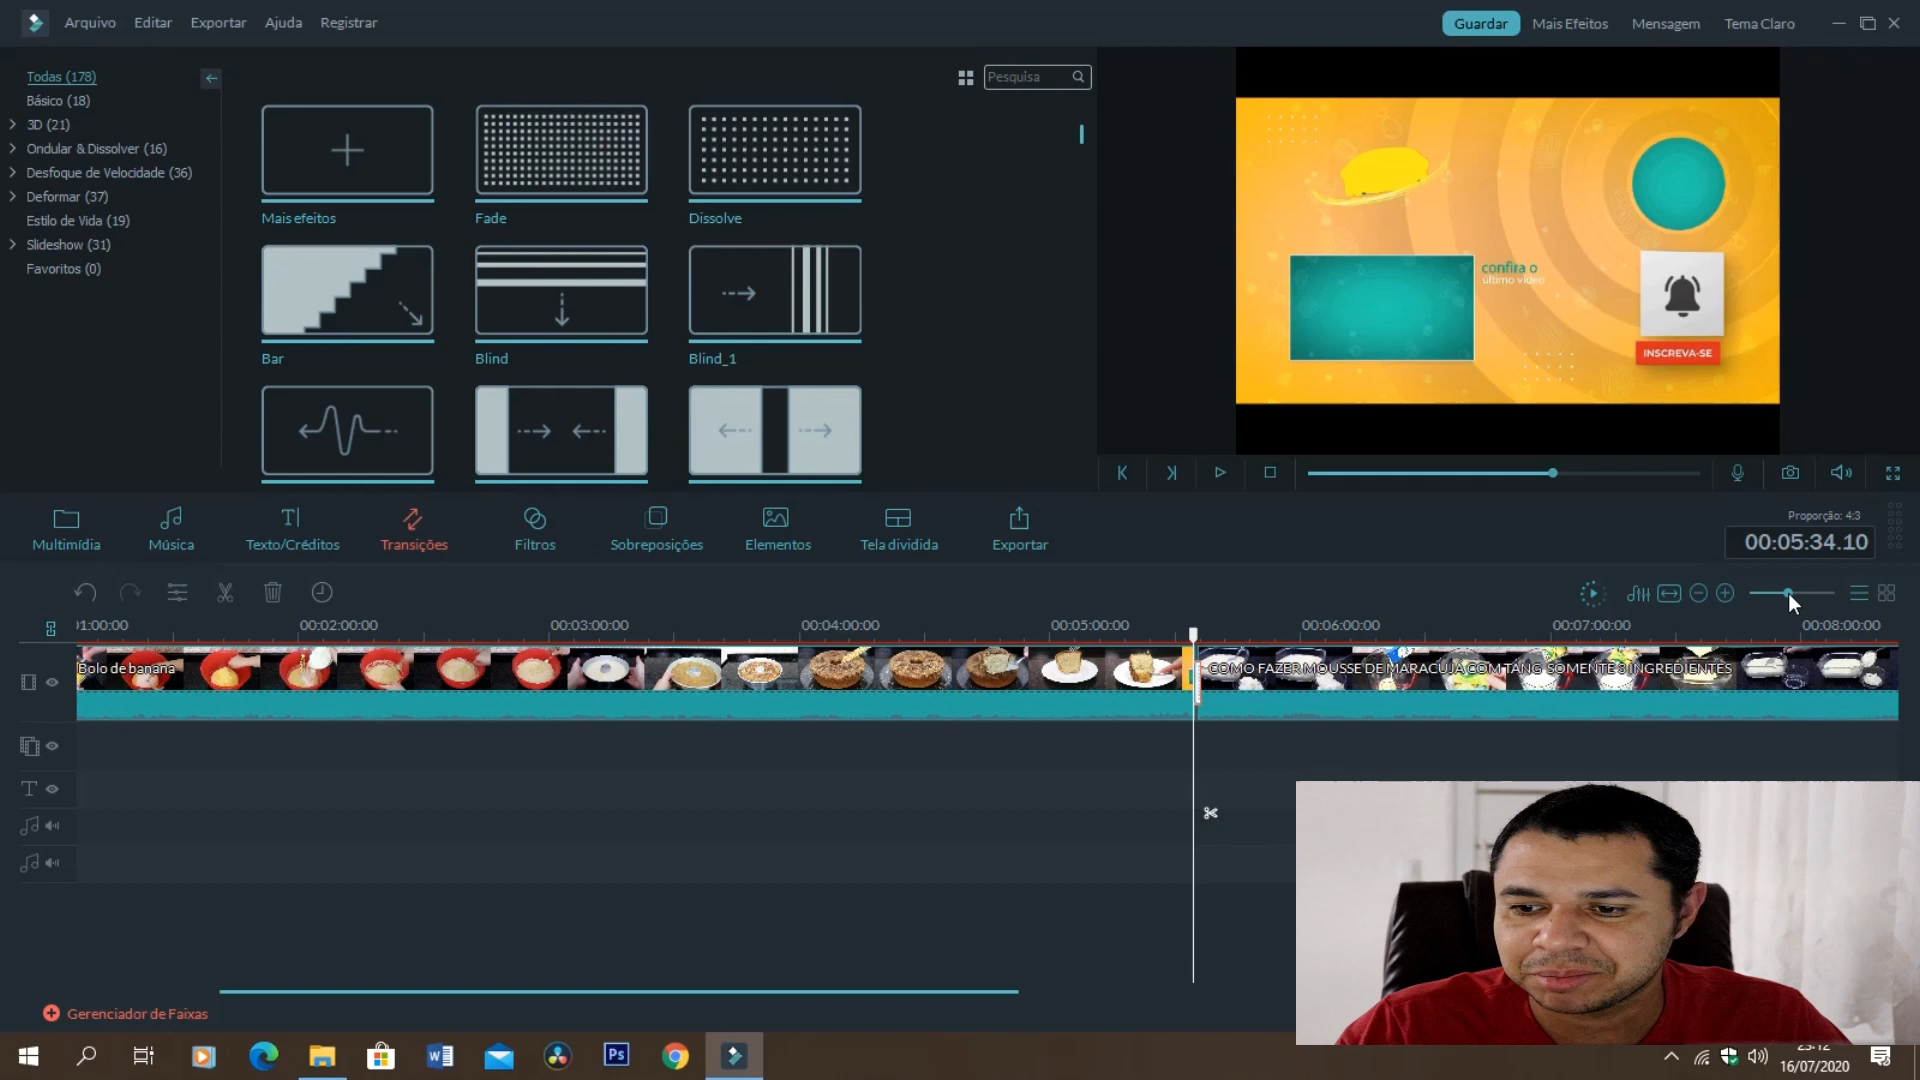 Arquivo Editar Exportar Ajuda Registrar
Guardar Mais Efeitos Mensagem Tema Claro
Todas (178)
Básico (18)
3D (21)
Ondular & Dissolver (16)
Desfoque de Velocidade (36)
Deformar (37)
Estilo de Vida (19)
Slideshow (31)
Favoritos (0)
Pesquisa
Mais efeitos Fade Dissolve
Bar Blind Blind_1
confira o
último vídeo
INSCREVA-SE
Multimídia Música Texto/Créditos Transições Filtros Sobreposições Elementos Tela dividida Exportar
Proporção: 4:3
00:05:34.10
00:02:00:00 00:03:00:00 00:04:00:00 00:05:00:00 00:06:00:00 00:07:00:00 00:08:00:00
Bolo de banana
COMO FAZER MOUSSE DE MARACUJÁ COM TANG SOMENTE 3 INGREDIENTES
Gerenciador de Faixas
Ps
16/07/2020